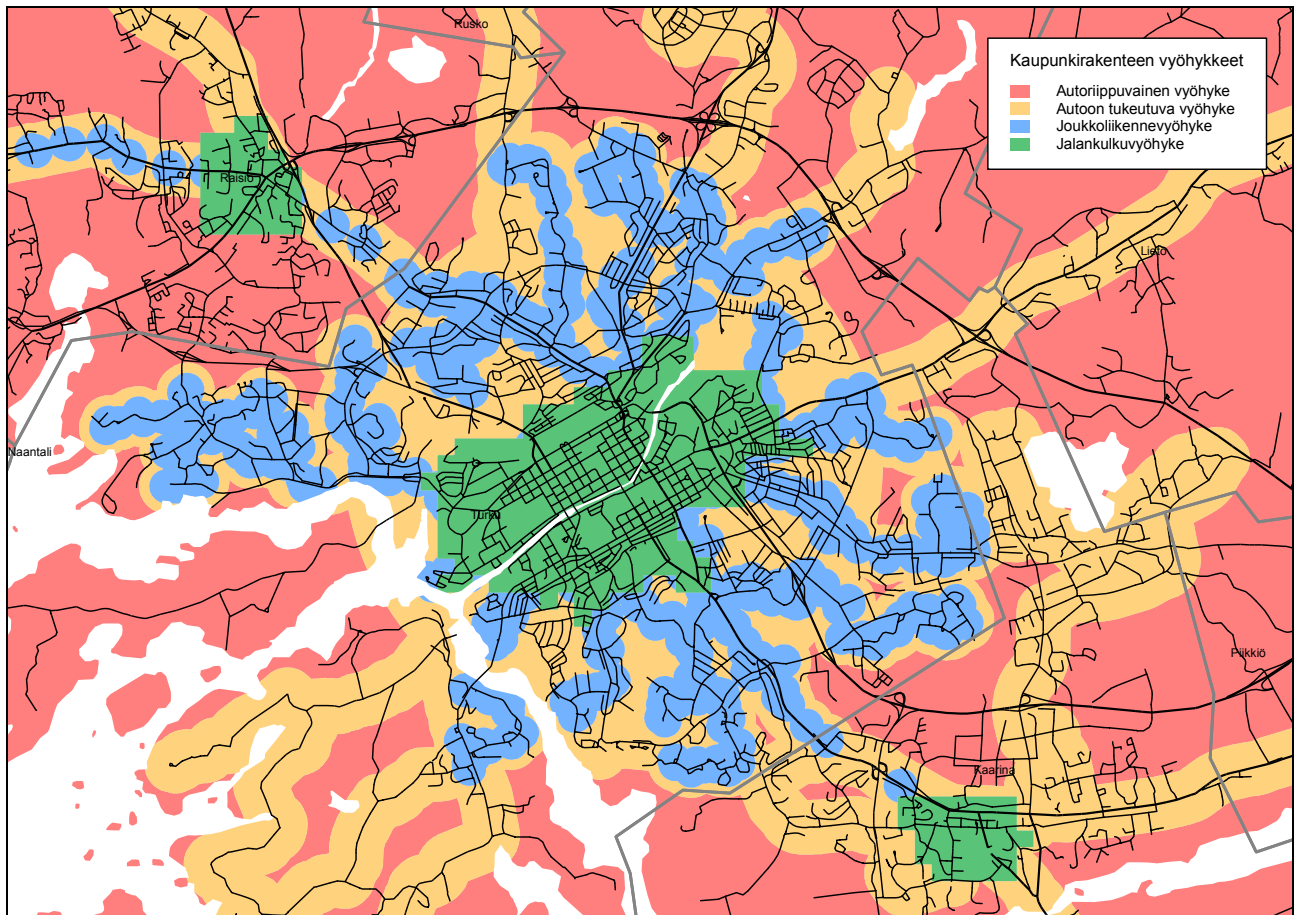 Rusko
Kaupunkirakenteen vyöhykkeet
Autoriippuvainen vyöhyke
Autoon tukeutuva vyöhyke
Joukkoliikennevyöhyke
Jalankulkuvyöhyke
Raisio
Lieto
Naantali
Turku
Piikkiö
Kaarina